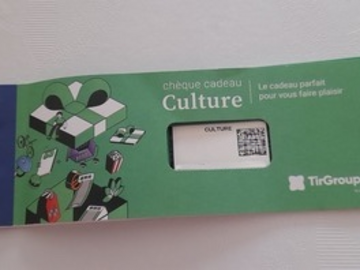 chèque cadeau
Culture
Le cadeau parfait
pour vous faire plaisir
CULTURE
TirGroup